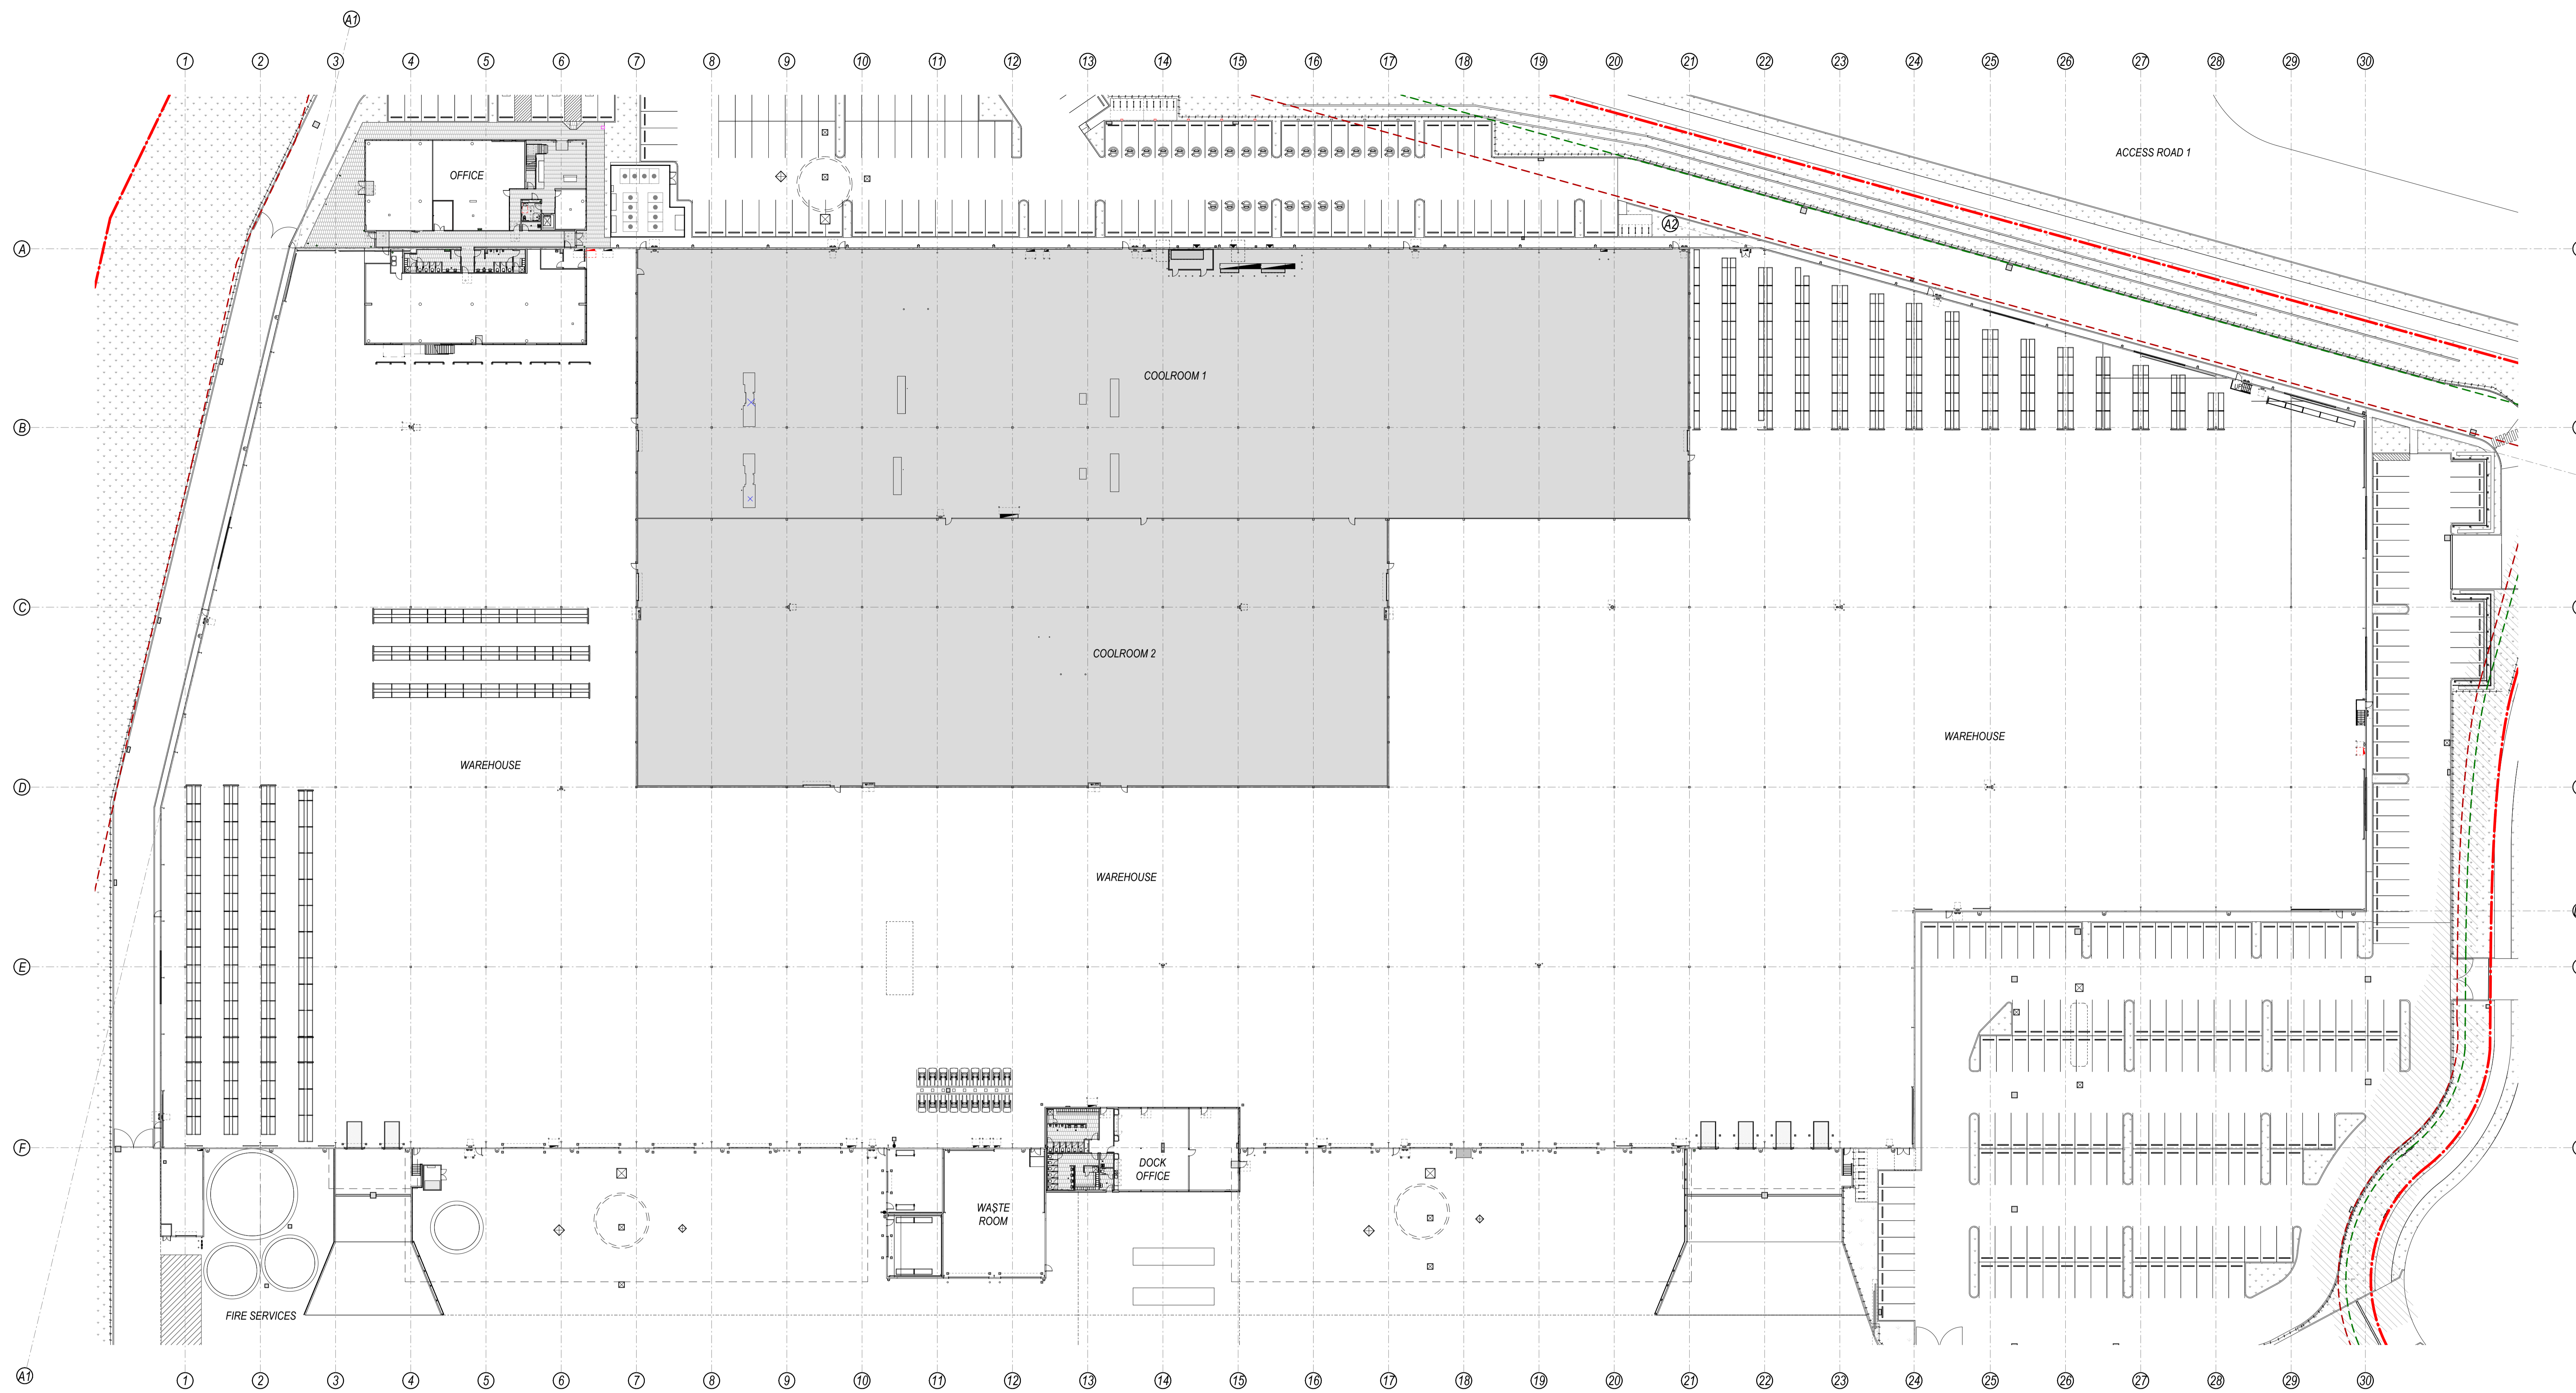 A1
1 2 3 4 5 6 7 8 9 10 11 12 13 14 15 16 17 18 19 20 21 22 23 24 25 26 27 28 29 30
ACCESS ROAD 1
OFFICE
A2
A
COOLROOM 1
B
C
COOLROOM 2
WAREHOUSE
WAREHOUSE
D
WAREHOUSE
E
F
DOCK
OFFICE
WASTE
ROOM
FIRE SERVICES
A1
1 2 3 4 5 6 7 8 9 10 11 12 13 14 15 16 17 18 19 20 21 22 23 24 25 26 27 28 29 30